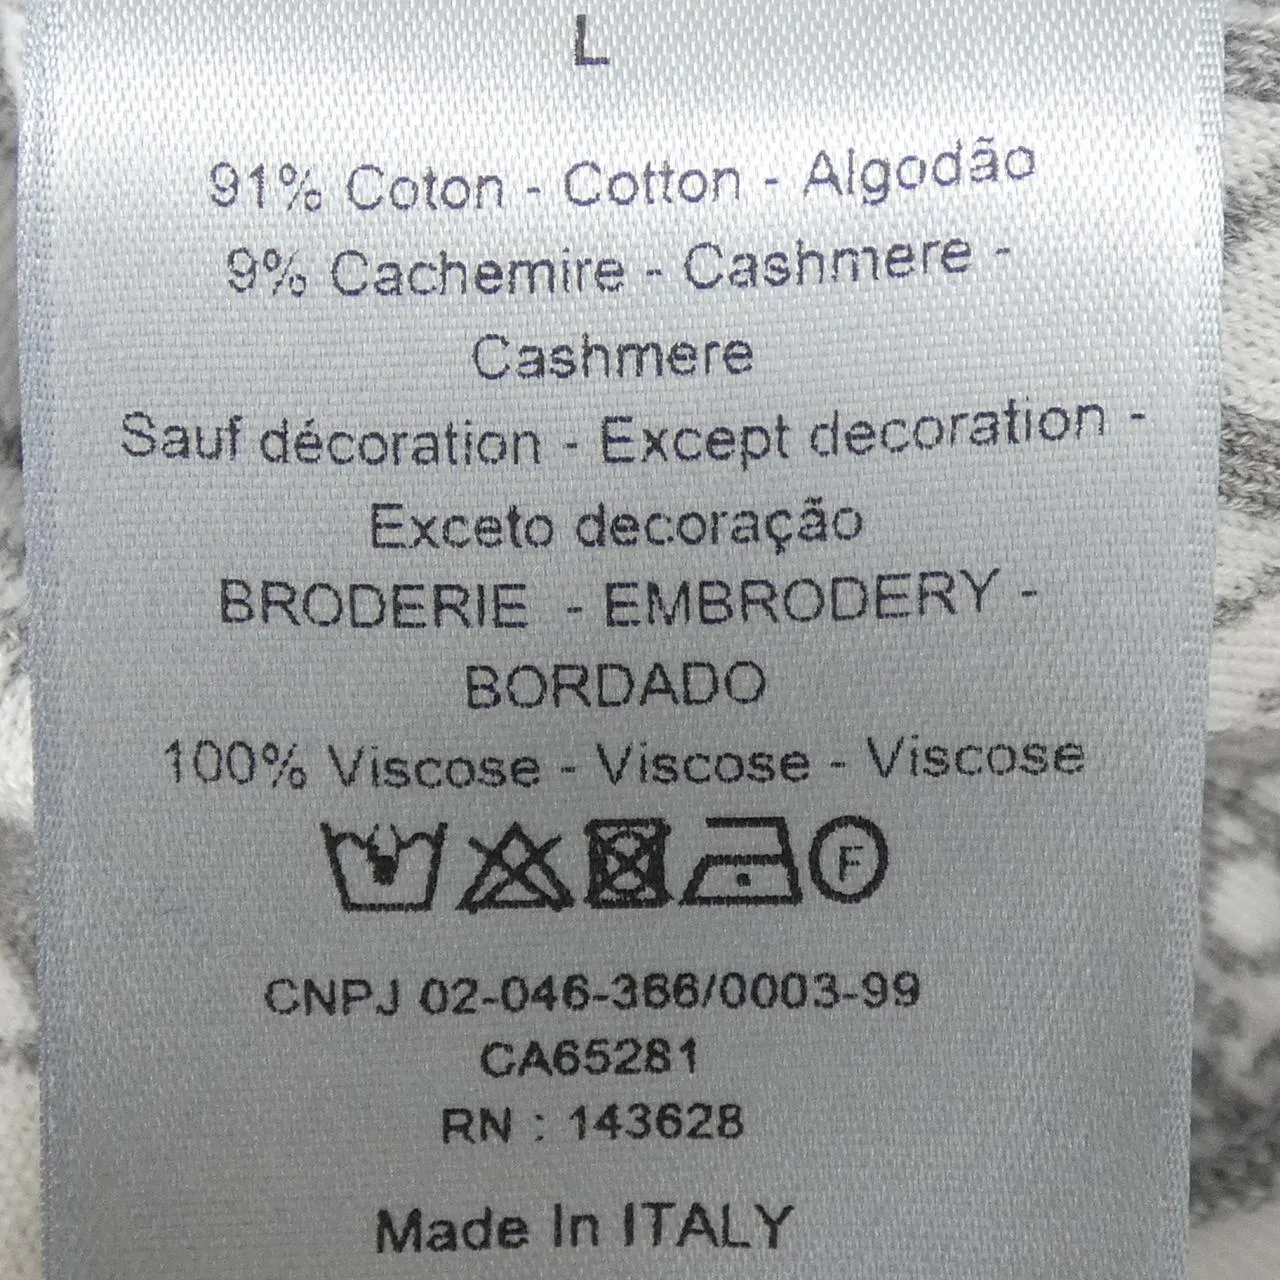 L
91% Coton - Cotton - Algodão
9% Cachemire - Cashmere -
Cashmere
Sauf décoration - Except decoration -
Exceto decoração
BRODERIE - EMBRODERY -
BORDADO
100% Viscose - Viscose - Viscose
F
CNPJ 02-046-366/0003-99
CA65281
RN : 143628
Made In ITALY